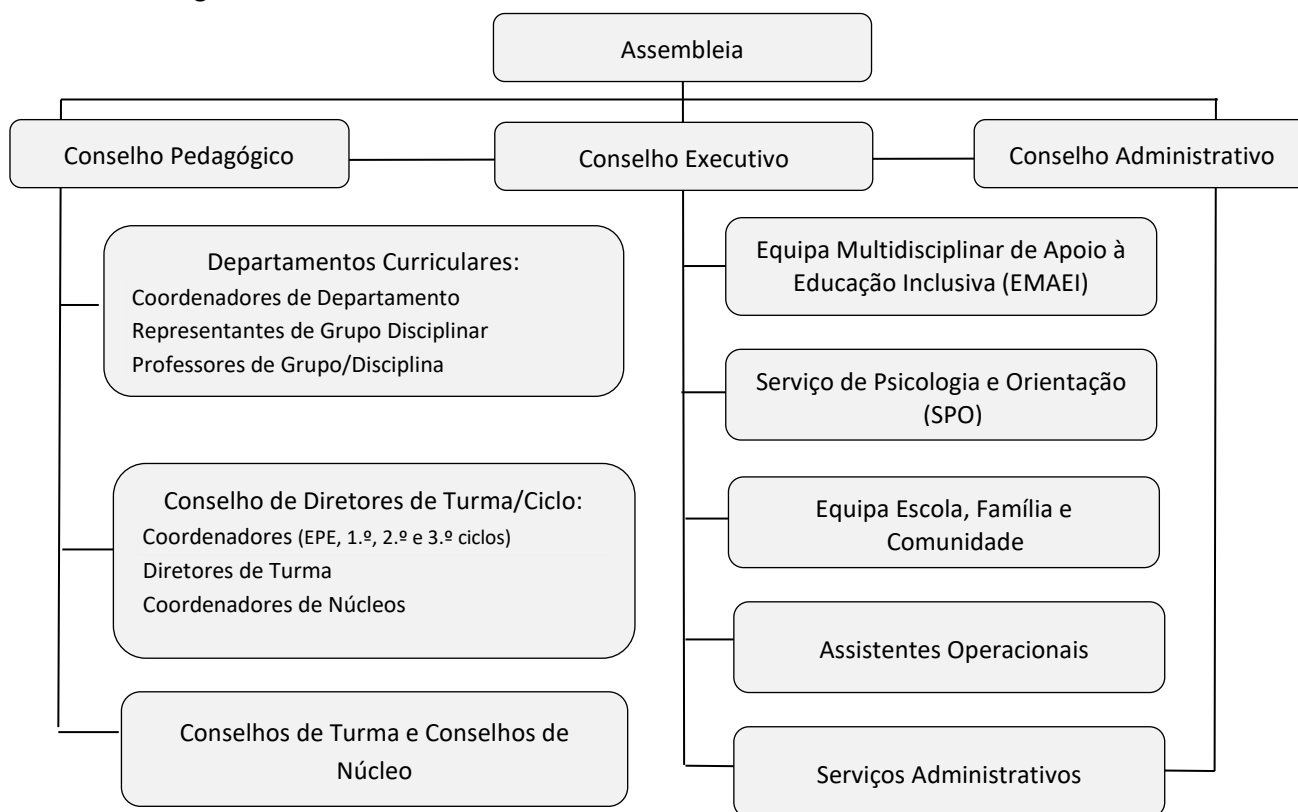 Assembleia
Conselho Pedagógico
Conselho Executivo
Conselho Administrativo
Departamentos Curriculares:
Coordenadores de Departamento
Representantes de Grupo Disciplinar
Professores de Grupo/Disciplina
Conselho de Diretores de Turma/Ciclo:
Coordenadores (EPE, 1.º, 2.º e 3.º ciclos)
Diretores de Turma
Coordenadores de Núcleos
Conselhos de Turma e Conselhos de
Núcleo
Equipa Multidisciplinar de Apoio à
Educação Inclusiva (EMAEI)
Serviço de Psicologia e Orientação
(SPO)
Equipa Escola, Família e
Comunidade
Assistentes Operacionais
Serviços Administrativos